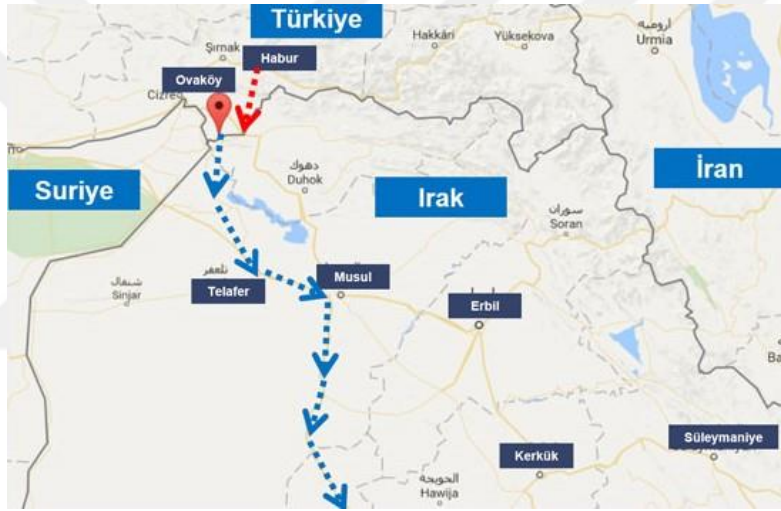 Türkiye
Hakkâri
Yüksekova
ارومیه
Urmia
Şırnak
Habur
Ovaköy
Cizre
دهوك
Duhok
Suriye
Irak
İran
سوران
Soran
شنغال
Sinjar
تلعفر
Telafer
Musul
Erbil
Süleymaniye
Kerkük
الحويجة
Hawija